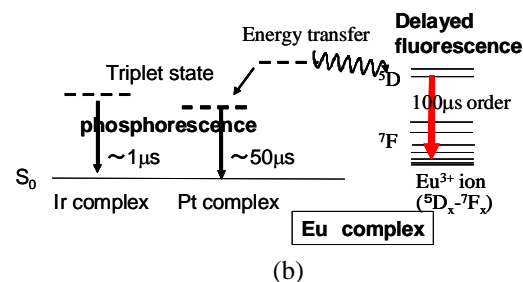 Delayed
fluorescence
Energy transfer
Triplet state
⁵D
100μs order
phosphorescence
⁷F
~1μs
~50μs
S₀
Ir complex
Pt complex
Eu³⁺ ion
(⁵Dₓ-⁷Fₓ)
Eu complex
(b)